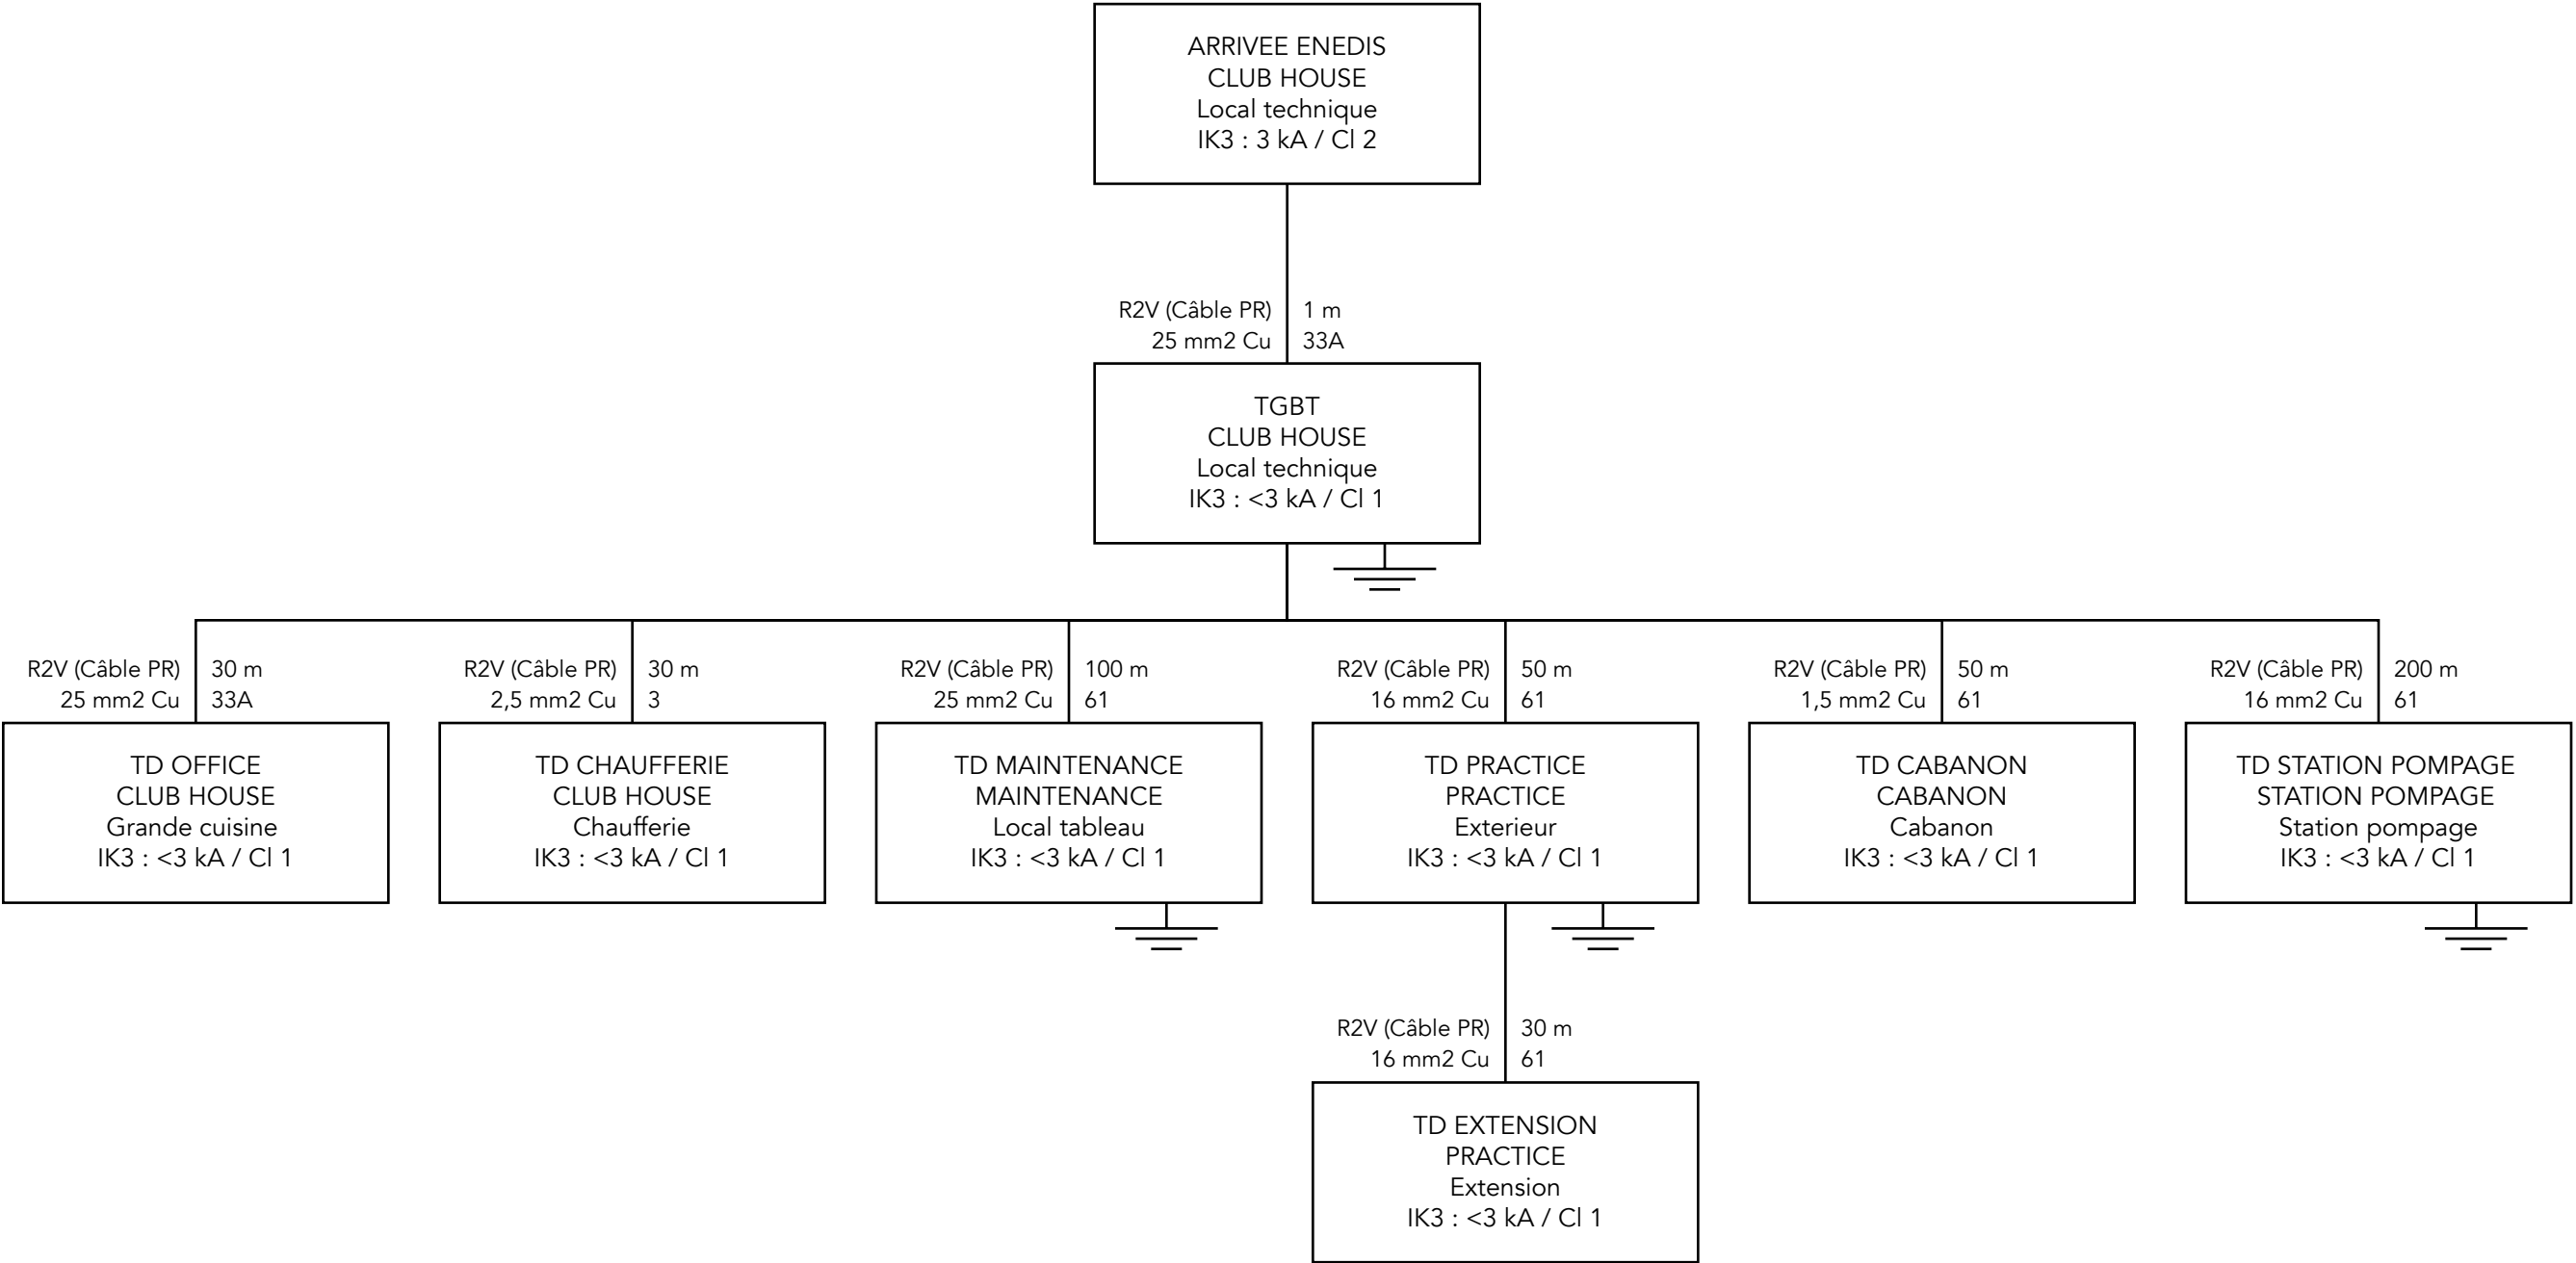 ARRIVEE ENEDIS
CLUB HOUSE
Local technique
IK3 : 3 kA / Cl 2
R2V (Câble PR) 1 m
25 mm2 Cu 33A
TGBT
CLUB HOUSE
Local technique
IK3 : <3 kA / Cl 1
R2V (Câble PR) 30 m
25 mm2 Cu 33A
TD OFFICE
CLUB HOUSE
Grande cuisine
IK3 : <3 kA / Cl 1
R2V (Câble PR) 30 m
2,5 mm2 Cu 3
TD CHAUFFERIE
CLUB HOUSE
Chaufferie
IK3 : <3 kA / Cl 1
R2V (Câble PR) 100 m
25 mm2 Cu 61
TD MAINTENANCE
MAINTENANCE
Local tableau
IK3 : <3 kA / Cl 1
R2V (Câble PR) 50 m
16 mm2 Cu 61
TD PRACTICE
PRACTICE
Exterieur
IK3 : <3 kA / Cl 1
R2V (Câble PR) 50 m
1,5 mm2 Cu 61
TD CABANON
CABANON
Cabanon
IK3 : <3 kA / Cl 1
R2V (Câble PR) 200 m
16 mm2 Cu 61
TD STATION POMPAGE
STATION POMPAGE
Station pompage
IK3 : <3 kA / Cl 1
R2V (Câble PR) 30 m
16 mm2 Cu 61
TD EXTENSION
PRACTICE
Extension
IK3 : <3 kA / Cl 1